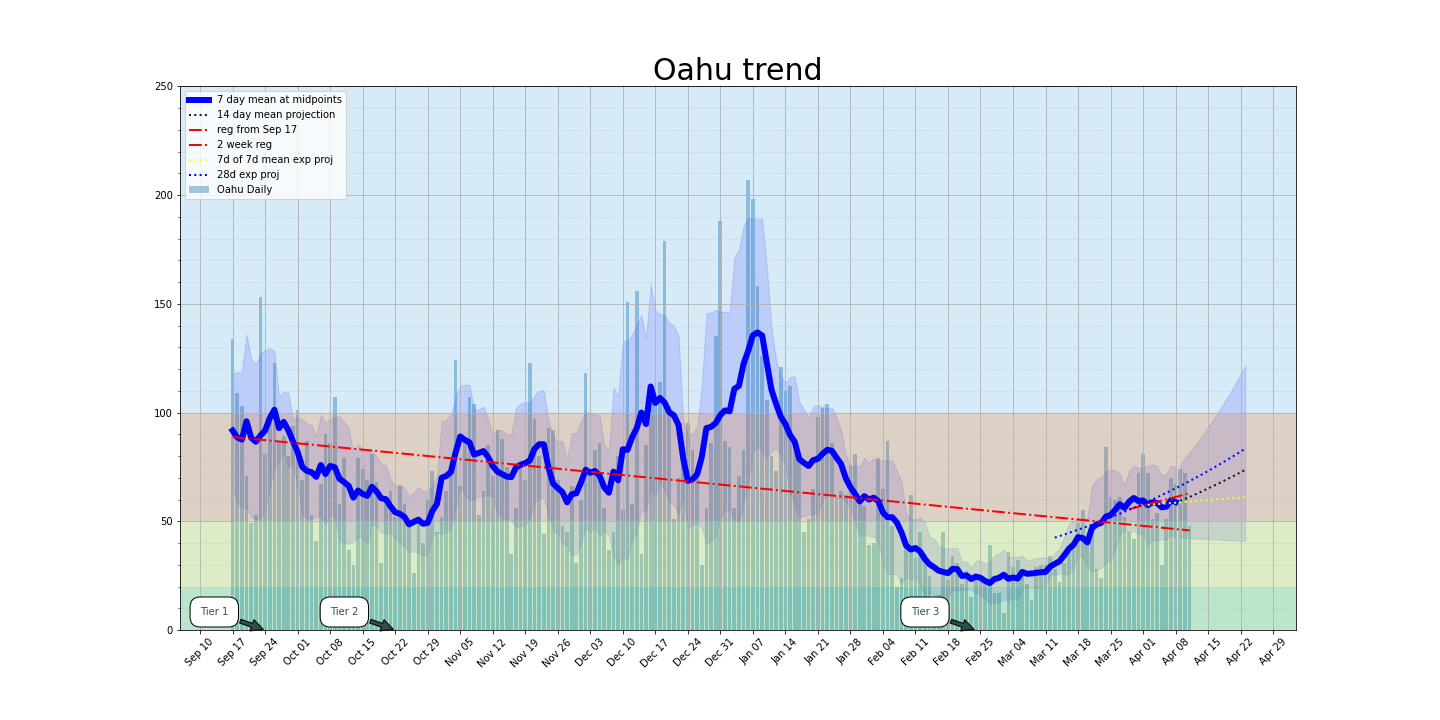 Oahu trend
250
200
150
100
50
0
7 day mean at midpoints
14 day mean projection
reg from Sep 17
2 week reg
7d of 7d mean exp proj
28d exp proj
Oahu Daily
Tier 1
Tier 2
Tier 3
Sep 10
Sep 17
Sep 24
Oct 01
Oct 08
Oct 15
Oct 22
Oct 29
Nov 05
Nov 12
Nov 19
Nov 26
Dec 03
Dec 10
Dec 17
Dec 24
Dec 31
Jan 07
Jan 14
Jan 21
Jan 28
Feb 04
Feb 11
Feb 18
Feb 25
Mar 04
Mar 11
Mar 18
Mar 25
Apr 01
Apr 08
Apr 15
Apr 22
Apr 29